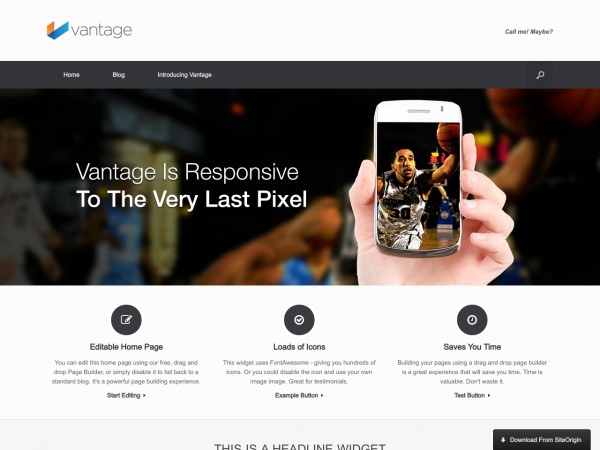 vantage
Call me! Maybe?
Home Blog Introducing Vantage
Vantage Is Responsive
To The Very Last Pixel
Editable Home Page
You can edit this home page using our free, drag and
drop Page Builder, or simply disable it to fall back to a
standard blog. It's a powerful page building experience.
Start Editing
Loads of Icons
This widget uses FontAwesome - giving you hundreds of
icons. Or you could disable the icon and use your own
image image. Great for testimonials.
Example Button
Saves You Time
Building your pages using a drag and drop page builder
is a great experience that will save you time. Time is
valuable. Don't waste it.
Test Button
THIS IS A HEADLINE WIDGET
Download From SiteOrigin